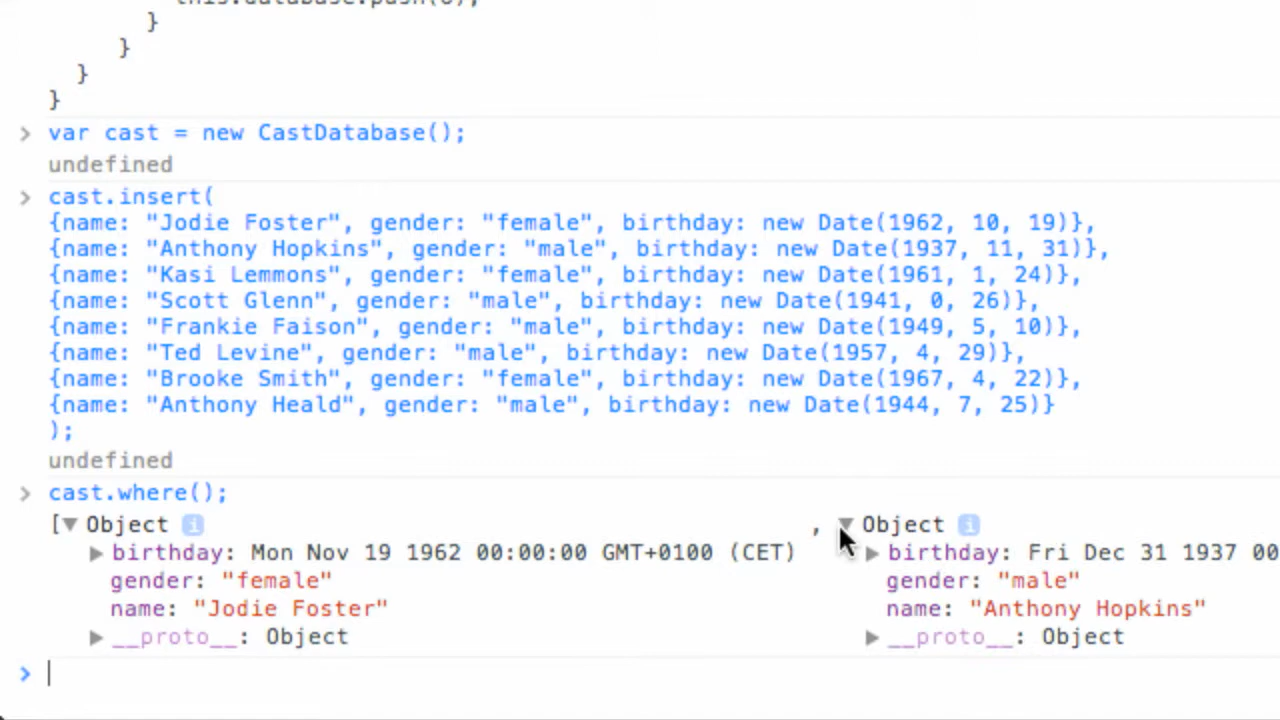 this.database.push(o);
}
}
}
}
> var cast = new CastDatabase();
undefined
> cast.insert(
{name: "Jodie Foster", gender: "female", birthday: new Date(1962, 10, 19)},
{name: "Anthony Hopkins", gender: "male", birthday: new Date(1937, 11, 31)},
{name: "Kasi Lemmons", gender: "female", birthday: new Date(1961, 1, 24)},
{name: "Scott Glenn", gender: "male", birthday: new Date(1941, 0, 26)},
{name: "Frankie Faison", gender: "male", birthday: new Date(1949, 5, 10)},
{name: "Ted Levine", gender: "male", birthday: new Date(1957, 4, 29)},
{name: "Brooke Smith", gender: "female", birthday: new Date(1967, 4, 22)},
{name: "Anthony Heald", gender: "male", birthday: new Date(1944, 7, 25)}
);
undefined
> cast.where();
[▼ Object i , ▼ Object i
▶ birthday: Mon Nov 19 1962 00:00:00 GMT+0100 (CET) ▶ birthday: Fri Dec 31 1937 00
gender: "female" gender: "male"
name: "Jodie Foster" name: "Anthony Hopkins"
▶ __proto__: Object ▶ __proto__: Object
>